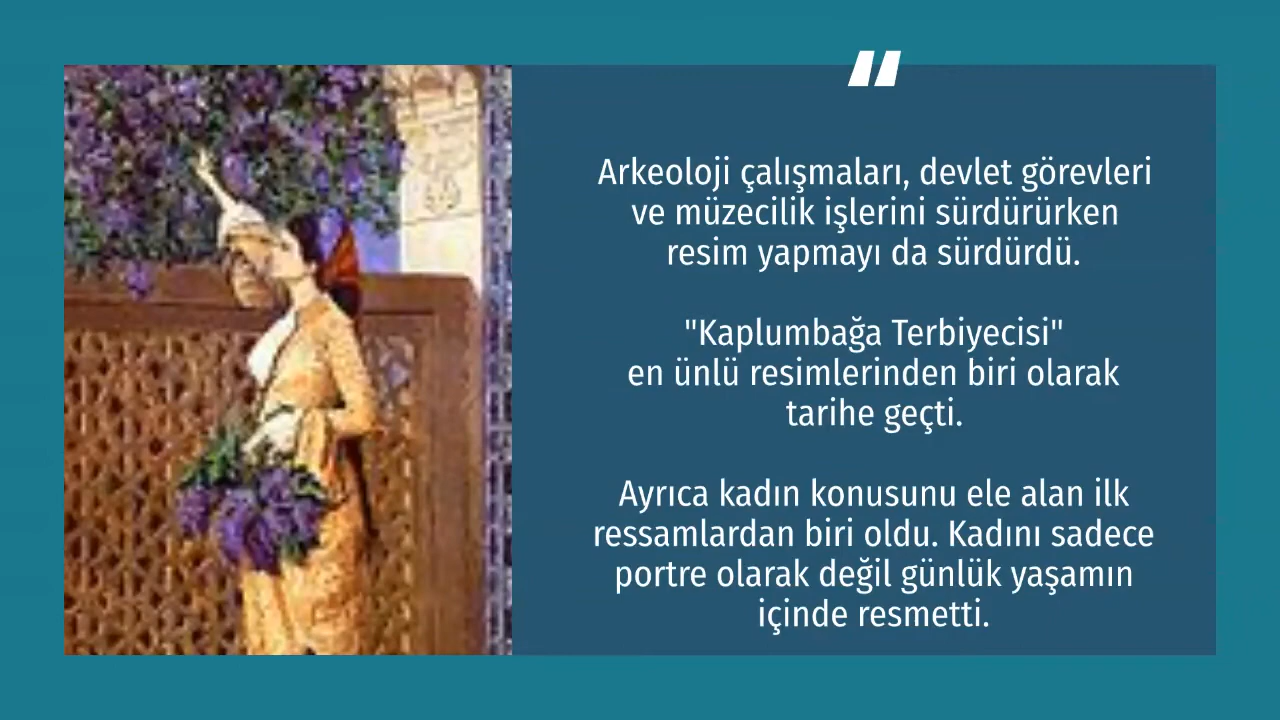 Arkeoloji çalışmaları, devlet görevleri
ve müzecilik işlerini sürdürürken
resim yapmayı da sürdürdü.
"Kaplumbağa Terbiyecisi"
en ünlü resimlerinden biri olarak
tarihe geçti.
Ayrıca kadın konusunu ele alan ilk
ressamlardan biri oldu. Kadını sadece
portre olarak değil günlük yaşamın
içinde resmetti.